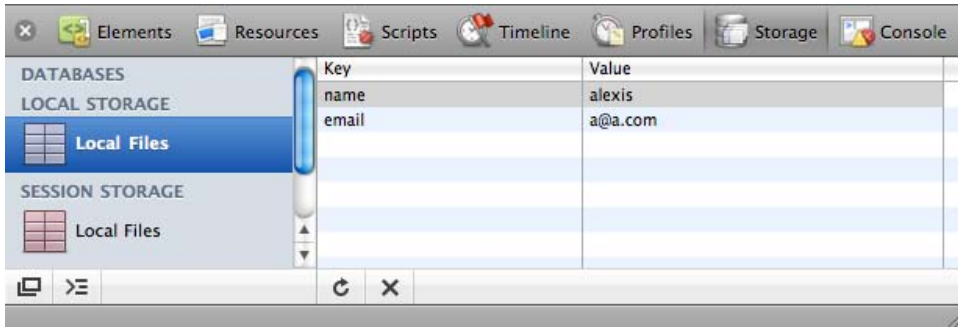 Elements Resources Scripts Timeline Profiles Storage Console
DATABASES
LOCAL STORAGE
Local Files
SESSION STORAGE
Local Files
Key Value
name alexis
email a@a.com